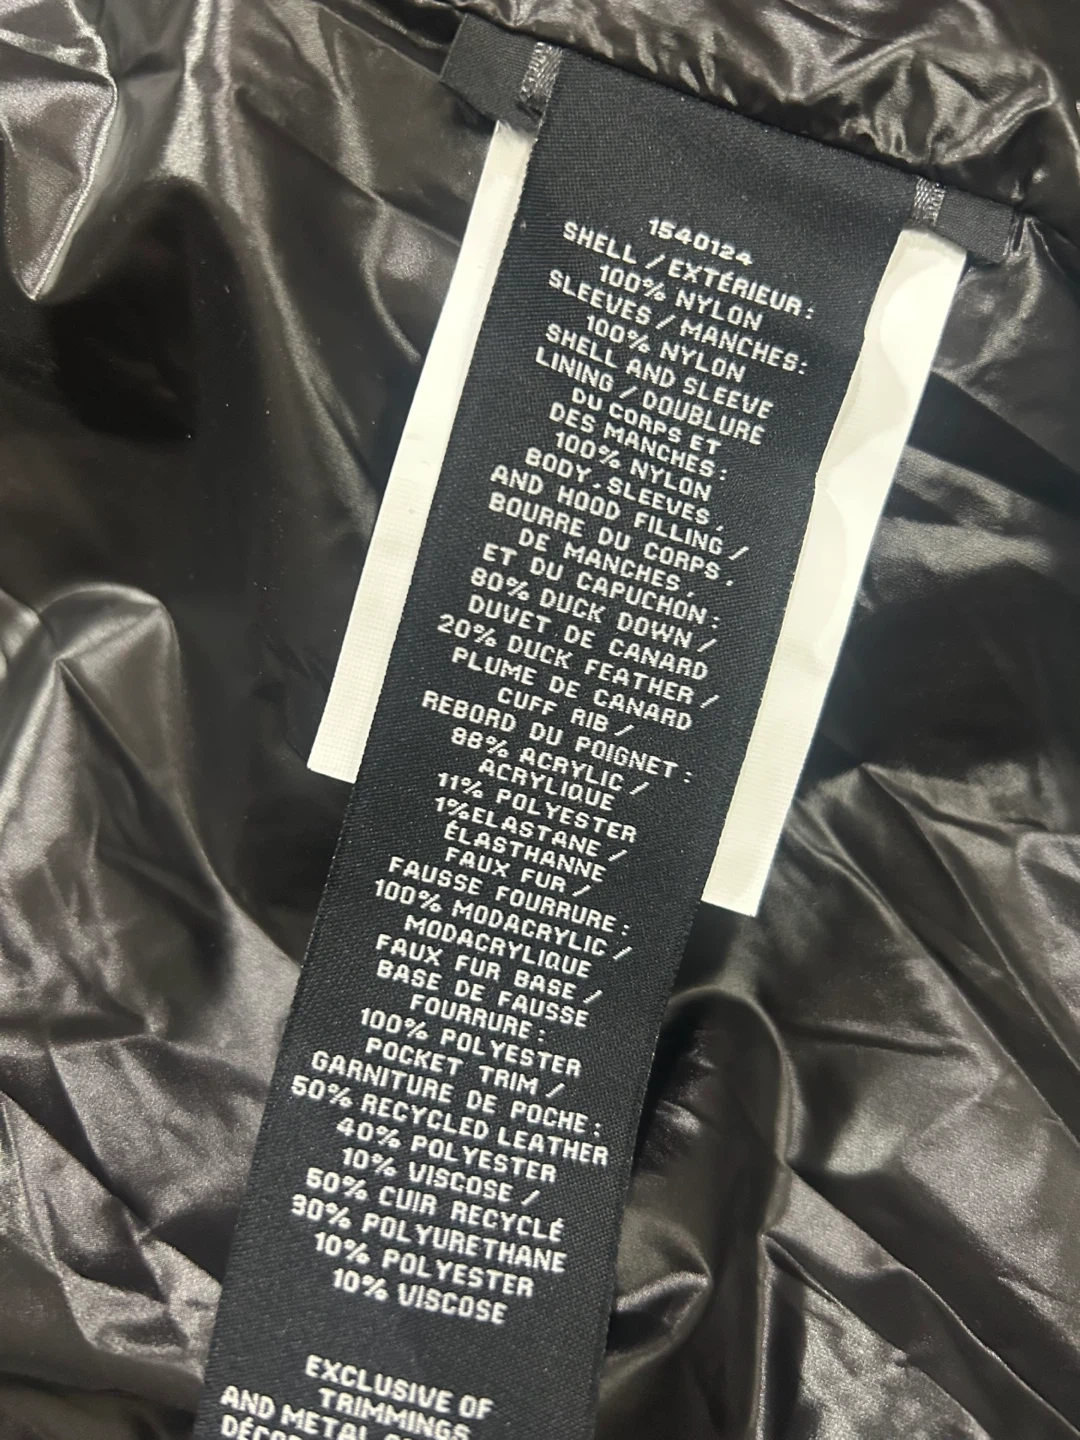 1540124
SHELL / EXTÉRIEUR:
100% NYLON
SLEEVES / MANCHES:
100% NYLON
SHELL AND SLEEVE
LINING / DOUBLURE
DU CORPS ET
DES MANCHES:
100% NYLON
BODY, SLEEVES,
AND HOOD FILLING /
BOURRE DU CORPS,
DE MANCHES,
ET DU CAPUCHON:
80% DUCK DOWN /
DUVET DE CANARD
20% DUCK FEATHER /
PLUME DE CANARD
CUFF RIB /
REBORD DU POIGNET:
88% ACRYLIC /
ACRYLIQUE
11% POLYESTER
1%ELASTANE /
ÉLASTHANNE
FAUX FUR /
FAUSSE FOURRURE:
100% MODACRYLIC /
MODACRYLIQUE
FAUX FUR BASE /
BASE DE FAUSSE
FOURRURE:
100% POLYESTER
POCKET TRIM /
GARNITURE DE POCHE:
50% RECYCLED LEATHER
40% POLYESTER
10% VISCOSE /
50% CUIR RECYCLÉ
30% POLYURETHANE
10% POLYESTER
10% VISCOSE
EXCLUSIVE OF
TRIMMINGS
AND METAL